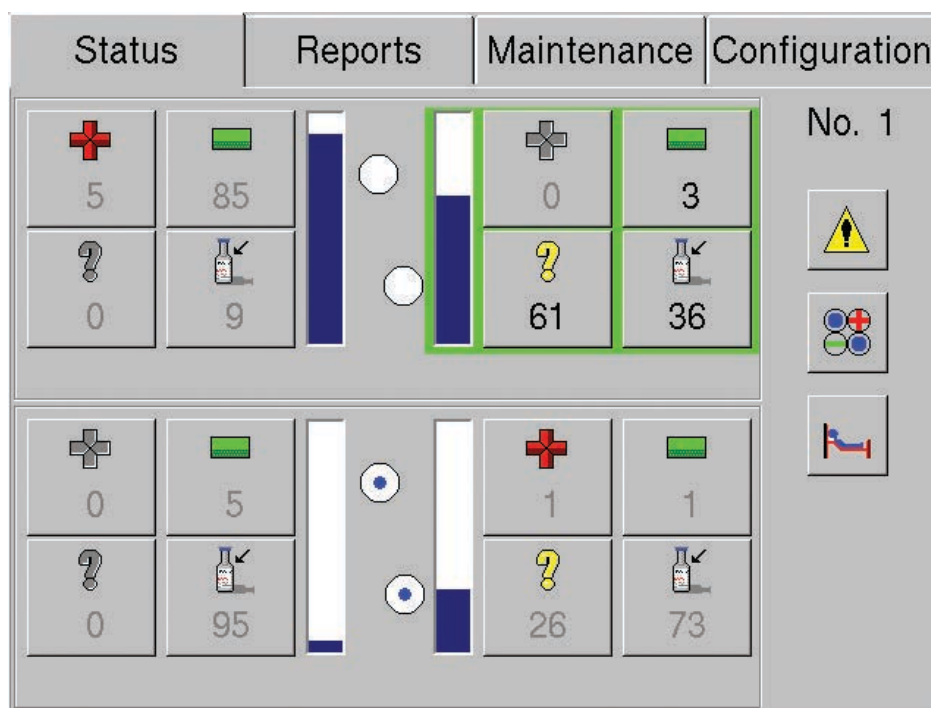 Status Reports Maintenance Configuration
No. 1
5 85 0 3
? ? 
0 9 61 36
0 5 1 1
? ?
0 95 26 73